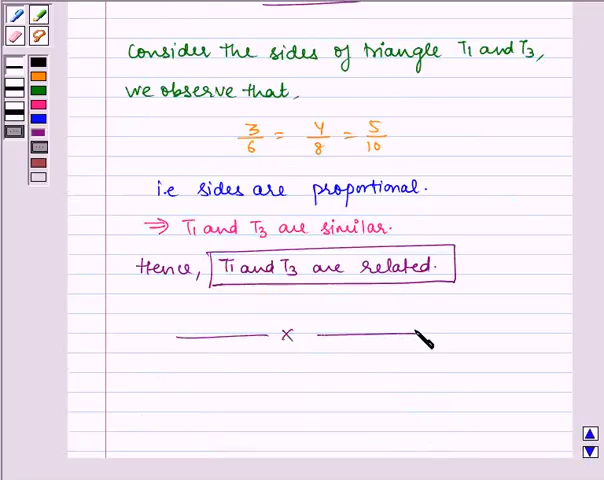 Consider the sides of triangle T1 and T3,
we observe that,
3/6 = 4/8 = 5/10
i.e sides are proportional.
⇒ T1 and T3 are similar.
Hence, T1 and T3 are related.
x